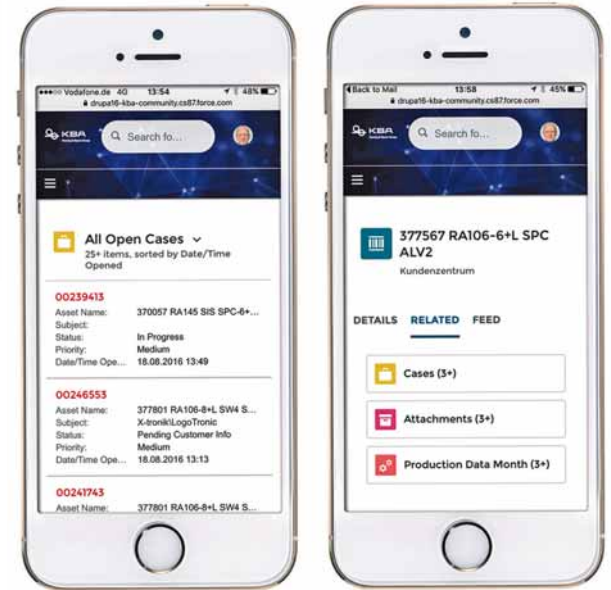 Vodafone.de 4G 13:54 48%
drupa16-kba-community.cs87.force.com
KBA
Search fo...
All Open Cases
25+ items, sorted by Date/Time
Opened
00239413
Asset Name: 370057 RA145 SIS SPC-6+...
Subject:
Status: In Progress
Priority: Medium
Date/Time Ope... 18.08.2016 13:49
00246553
Asset Name: 377801 RA106-8+L SW4 S...
Subject: X-tronik\LogoTronic
Status: Pending Customer Info
Priority: Medium
Date/Time Ope... 18.08.2016 13:13
00241743
Asset Name: 377801 RA106-8+L SW4 S...
Back to Mail 13:58 45%
drupa16-kba-community.cs87.force.com
KBA
Search fo...
377567 RA106-6+L SPC
ALV2
Kundenzentrum
DETAILS RELATED FEED
Cases (3+)
Attachments (3+)
Production Data Month (3+)